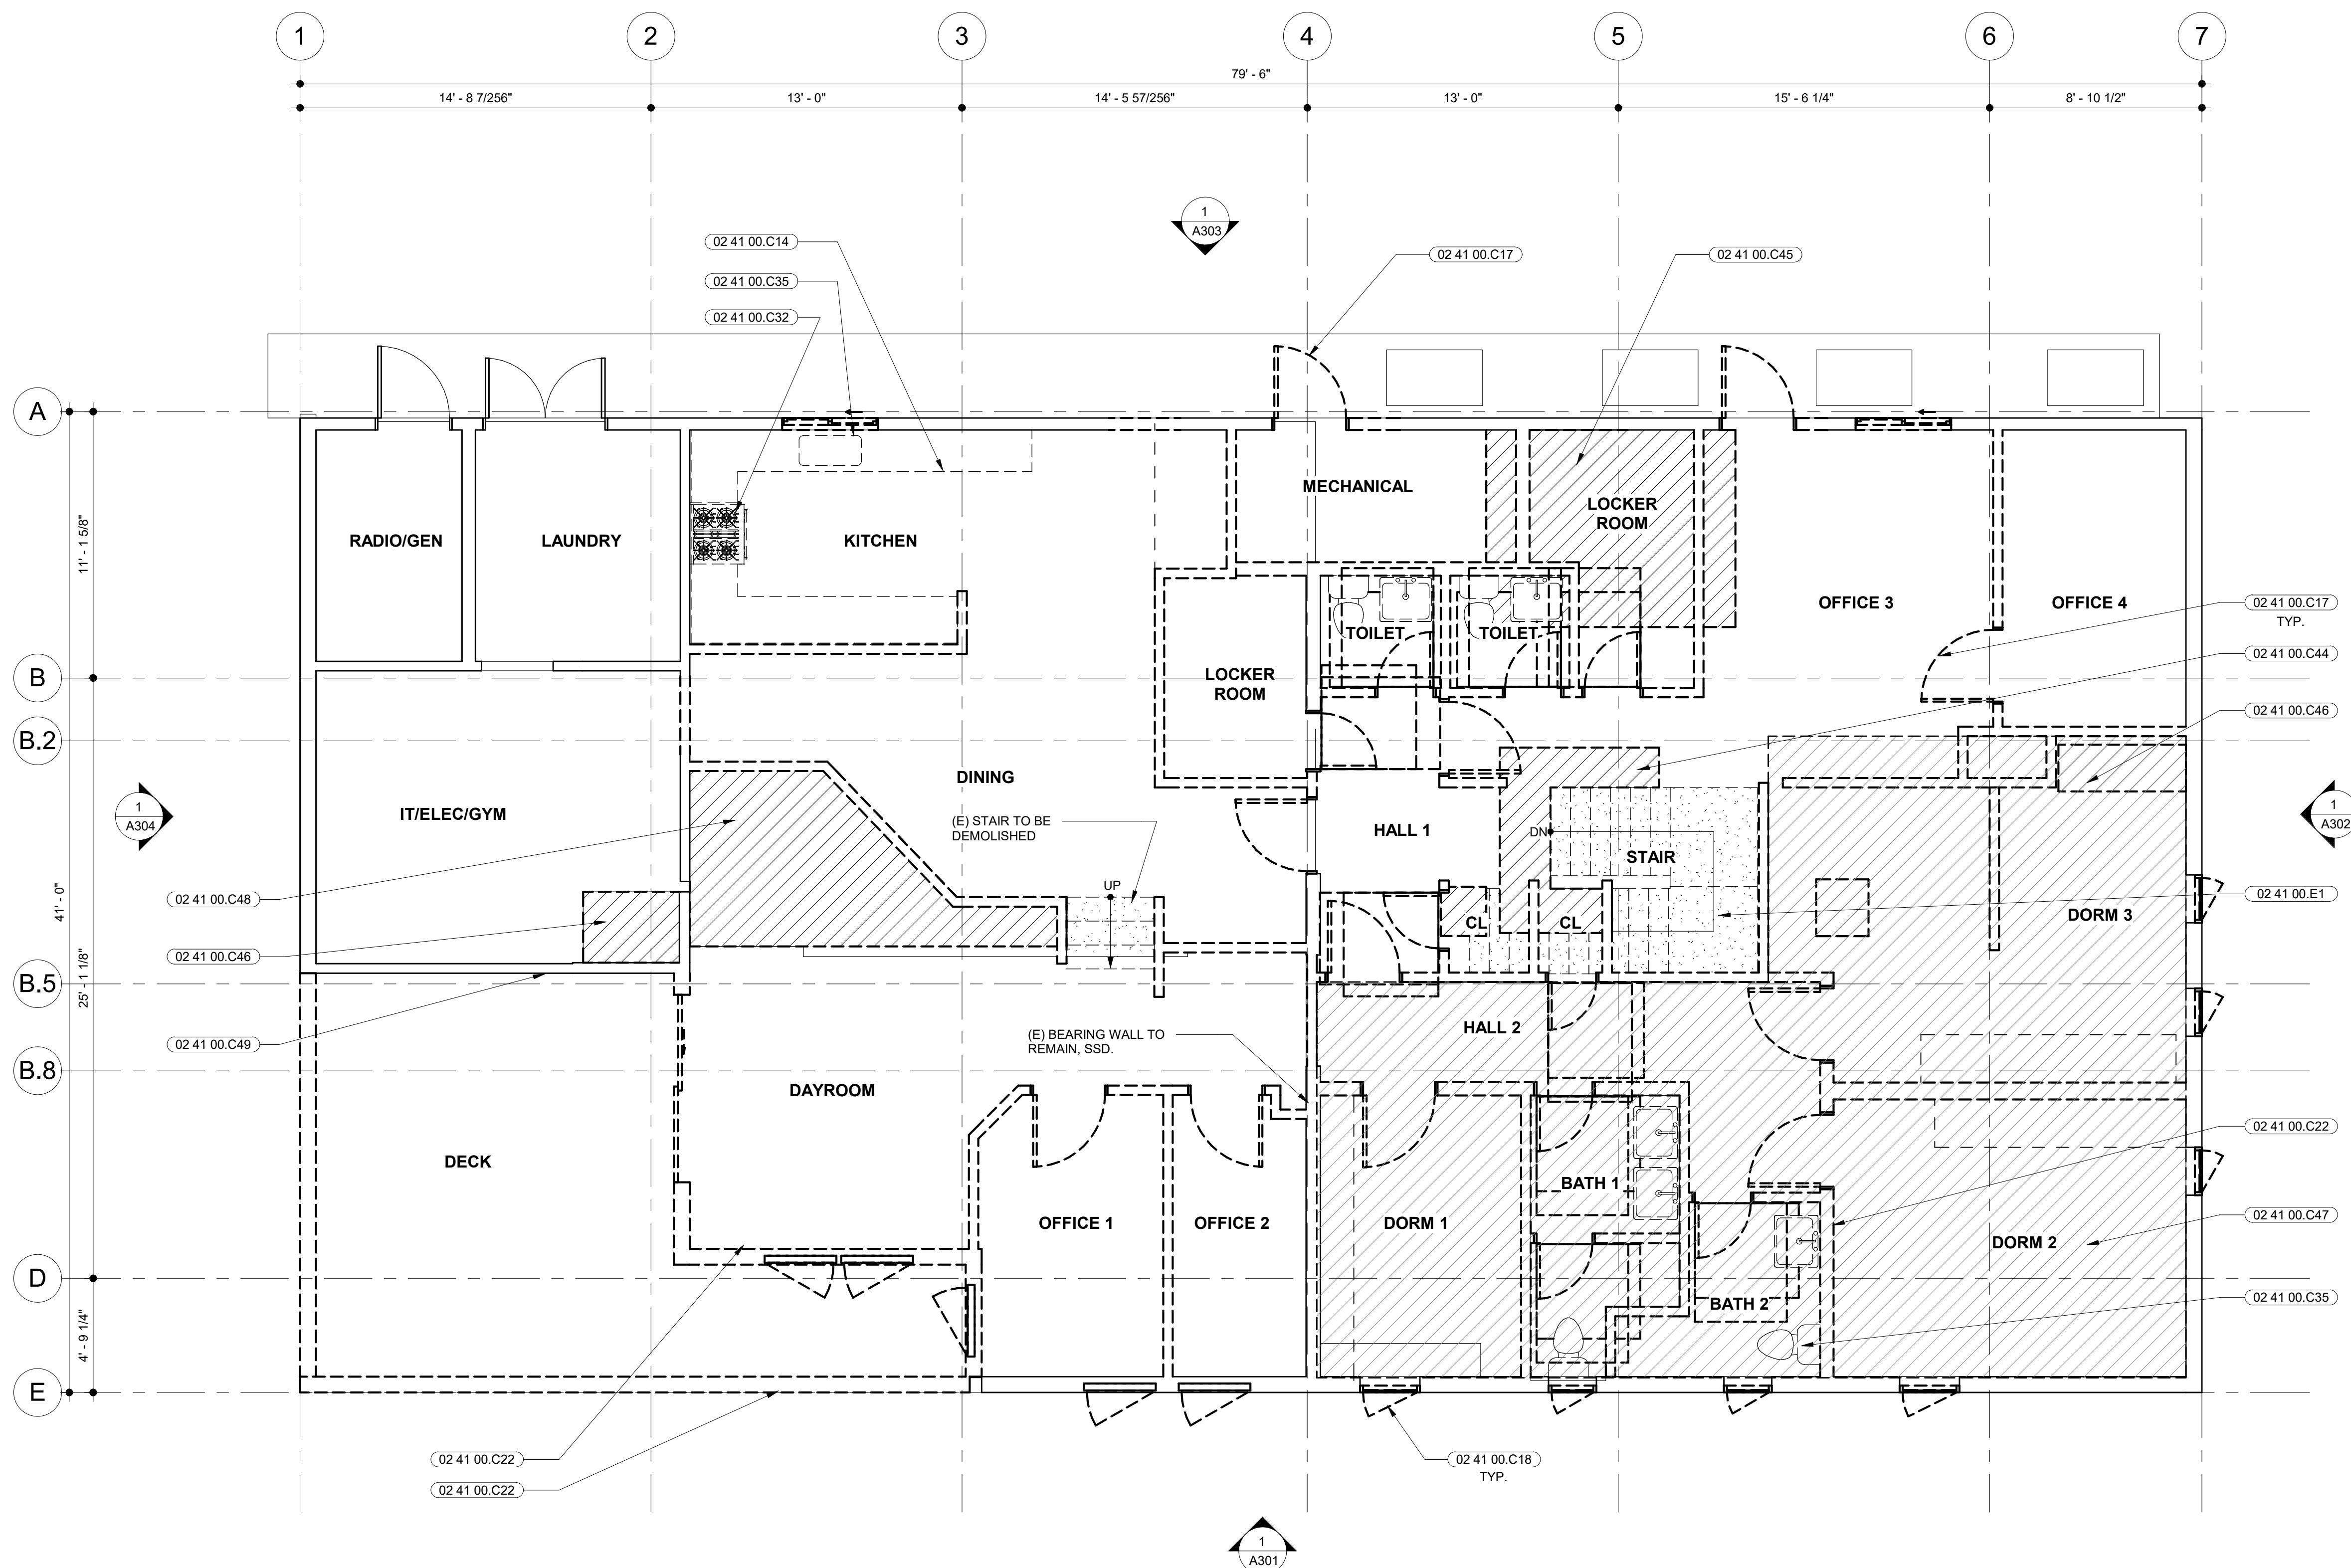 1
2
3
4
5
6
7
79' - 6"
14' - 8 7/256"
13' - 0"
14' - 5 57/256"
13' - 0"
15' - 6 1/4"
8' - 10 1/2"
1
A303
02 41 00.C14
02 41 00.C35
02 41 00.C32
02 41 00.C17
02 41 00.C45
A
B
B.2
B.5
B.8
D
E
11' - 1 5/8"
41' - 0"
25' - 1 1/8"
4' - 9 1/4"
RADIO/GEN
LAUNDRY
KITCHEN
MECHANICAL
LOCKER
ROOM
OFFICE 3
OFFICE 4
TOILET
TOILET
LOCKER
ROOM
02 41 00.C17
TYP.
02 41 00.C44
02 41 00.C46
1
A304
IT/ELEC/GYM
DINING
(E) STAIR TO BE
DEMOLISHED
HALL 1
DN
STAIR
1
A302
UP
CL
CL
DORM 3
02 41 00.E1
02 41 00.C48
02 41 00.C46
02 41 00.C49
(E) BEARING WALL TO
REMAIN, SSD.
HALL 2
DAYROOM
DECK
OFFICE 1
OFFICE 2
DORM 1
BATH 1
BATH 2
DORM 2
02 41 00.C22
02 41 00.C47
02 41 00.C35
02 41 00.C22
02 41 00.C22
02 41 00.C18
TYP.
1
A301